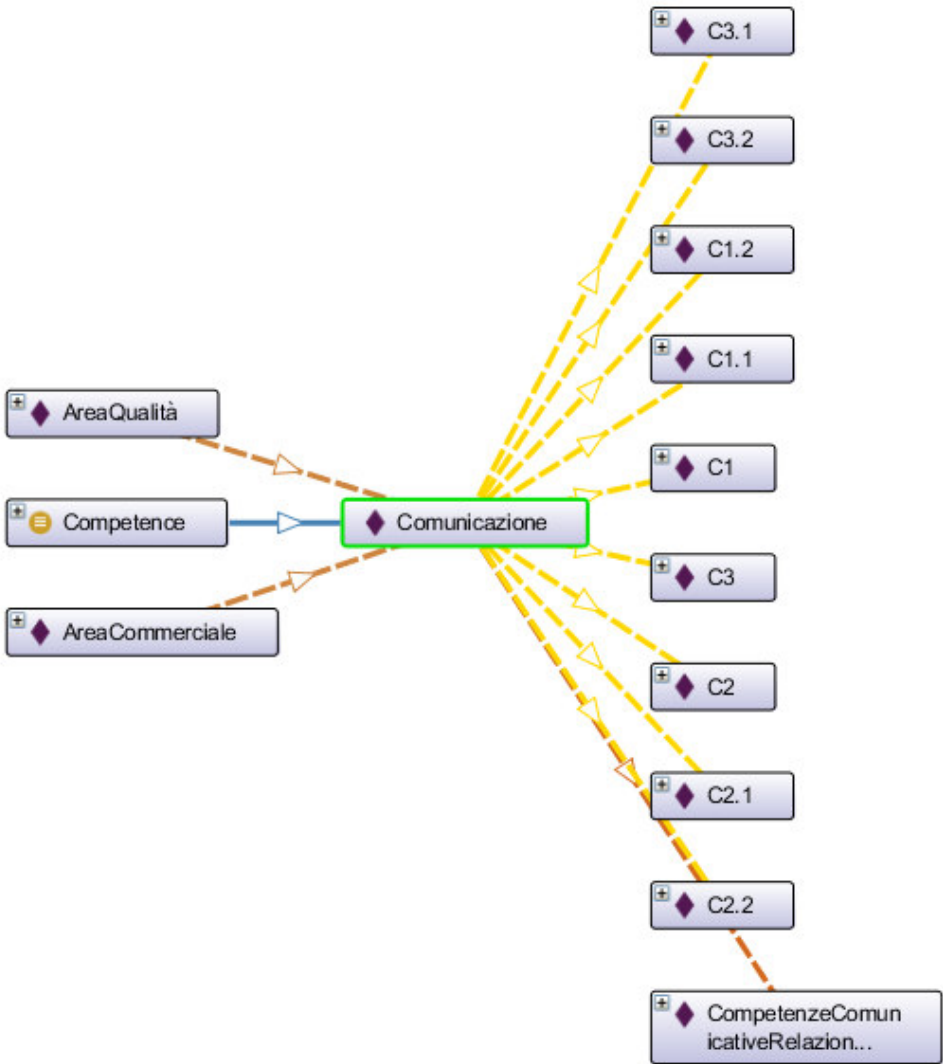 C3.1
C3.2
C1.2
C1.1
AreaQualità
C1
Competence
Comunicazione
C3
AreaCommerciale
C2
C2.1
C2.2
CompetenzeComun
icativeRelazion...